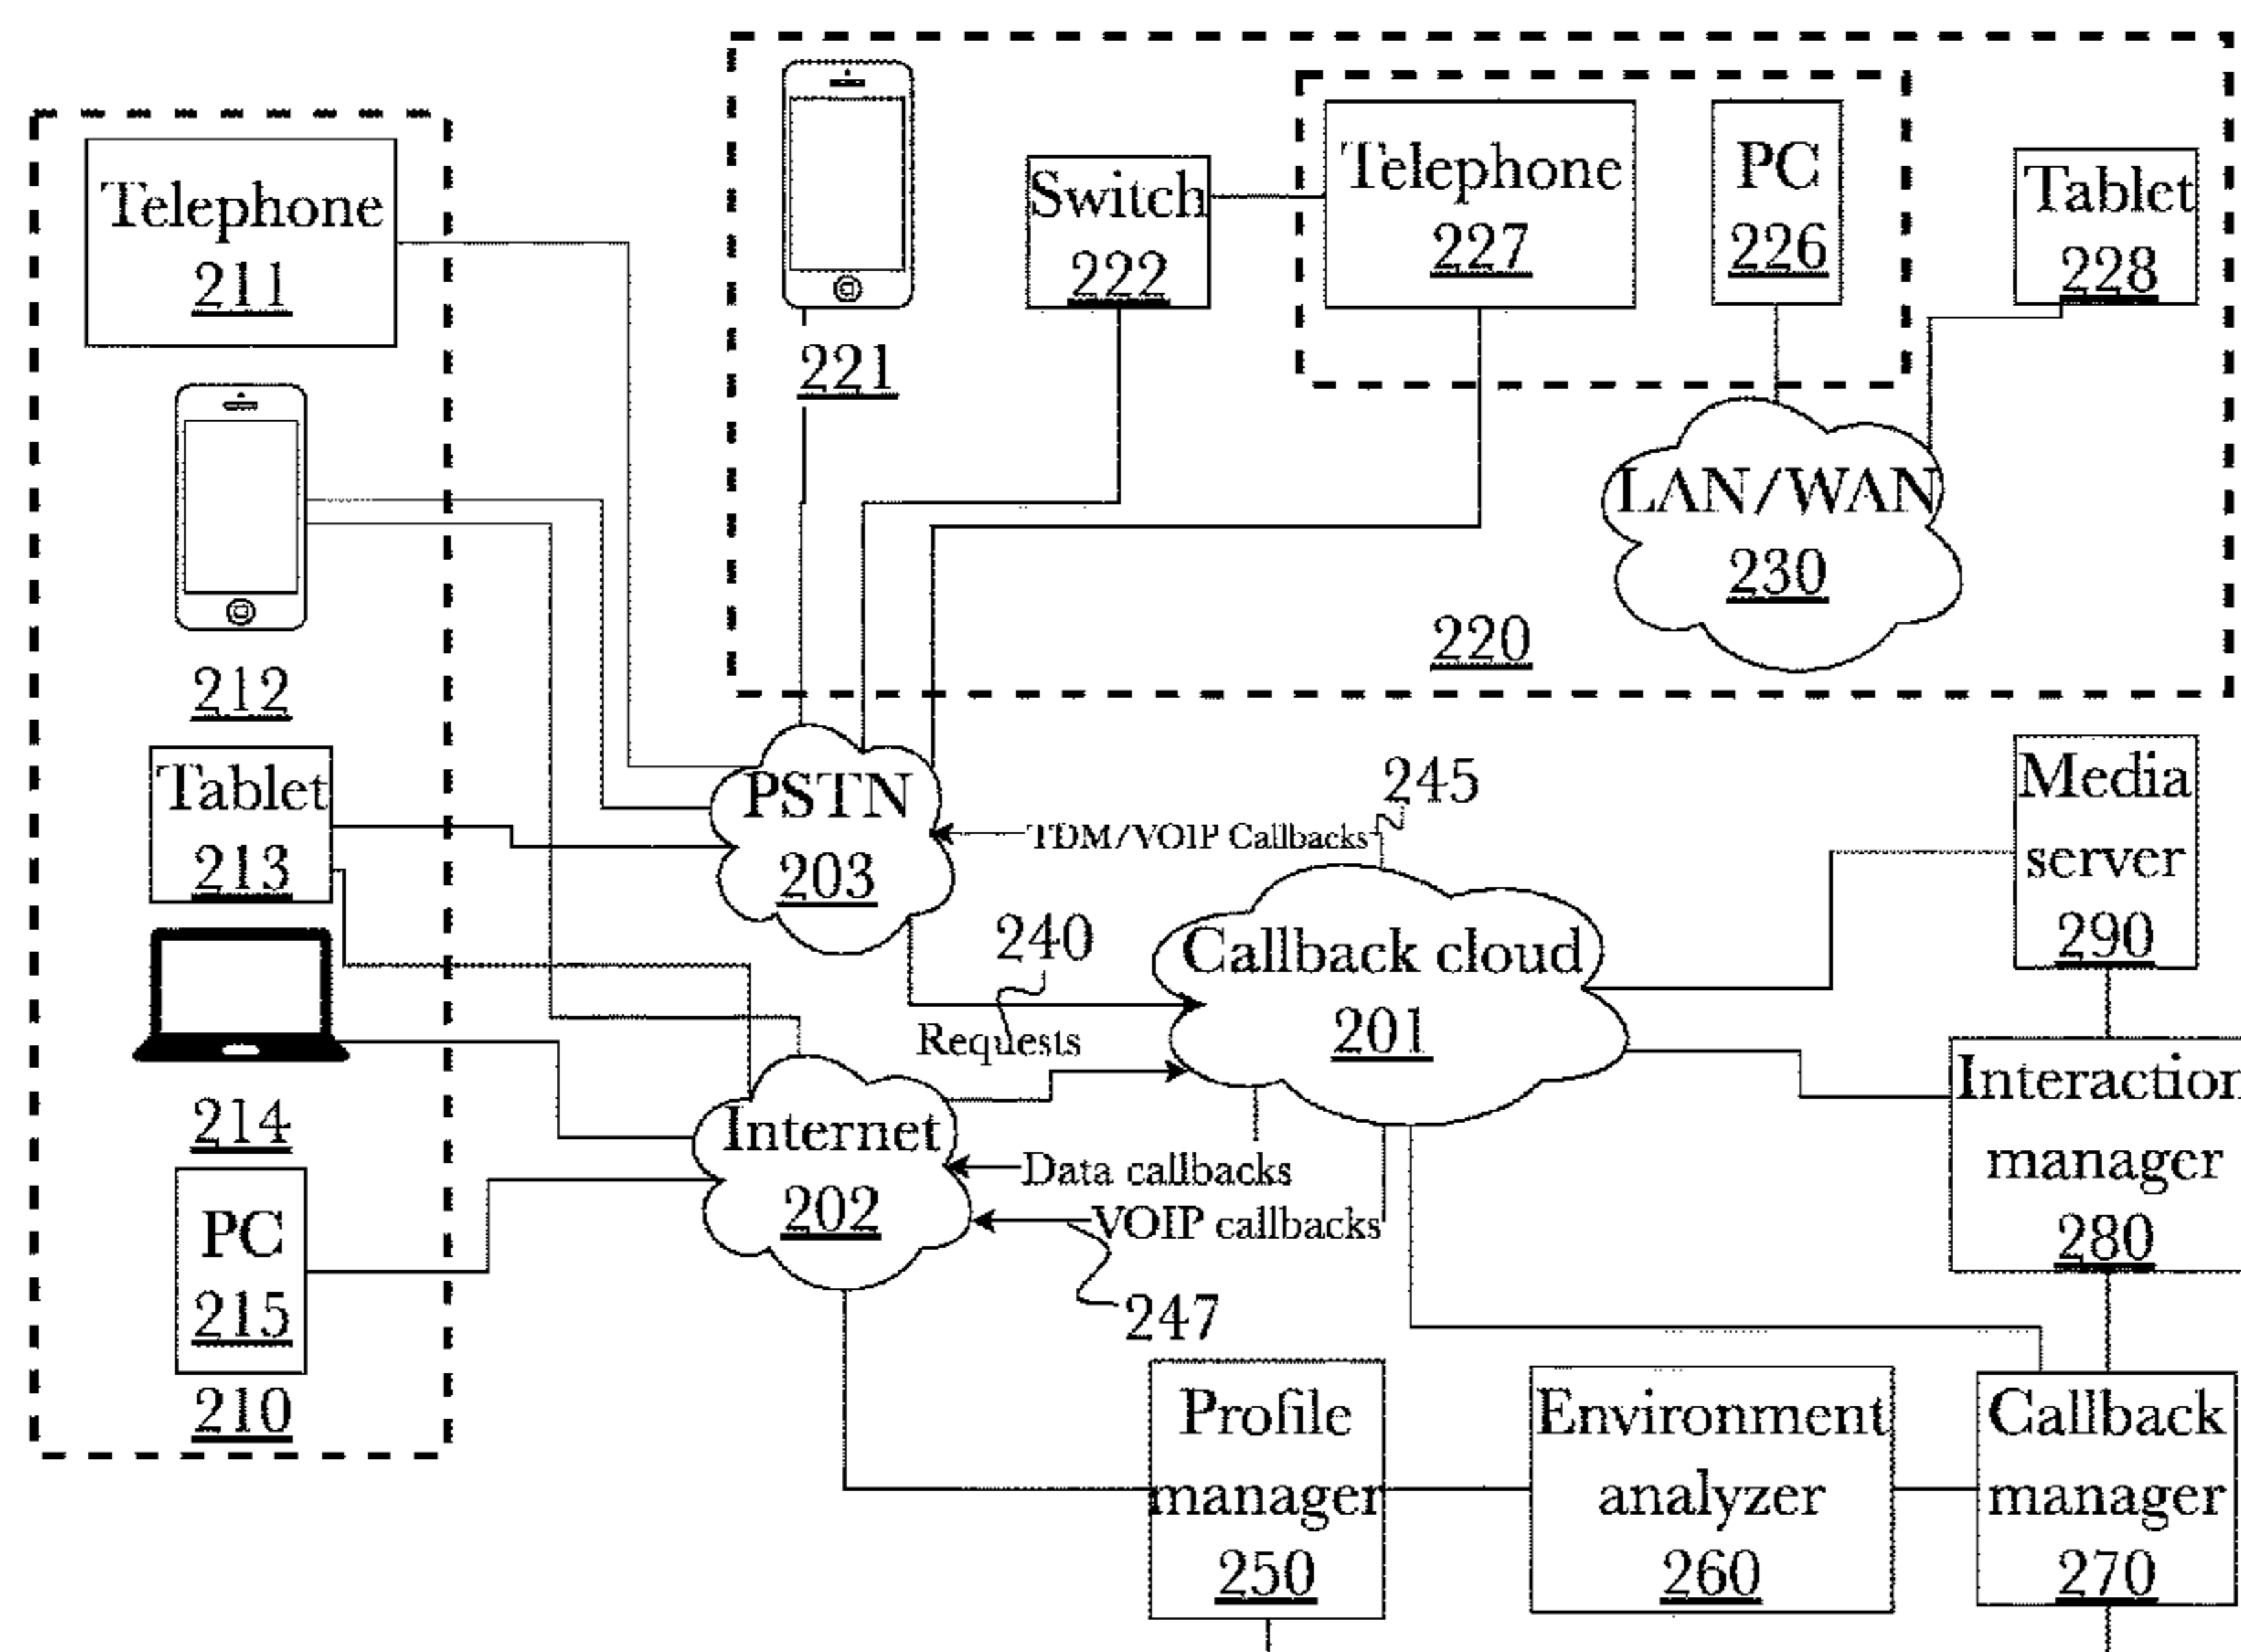 Telephone
211
212
Tablet
213
214
PC
215
210
221
Switch
222
Telephone
227
PC
226
Tablet
228
LAN/WAN
230
220
PSTN
203
TDM/VOIP Callbacks
245
240
Requests
Callback cloud
201
Internet
202
Data callbacks
VOIP callbacks
247
Media
server
290
Interaction
manager
280
Profile
manager
250
Environment
analyzer
260
Callback
manager
270